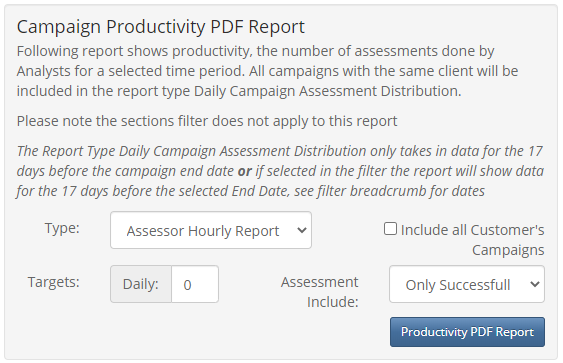 Campaign Productivity PDF Report
Following report shows productivity, the number of assessments done by
Analysts for a selected time period. All campaigns with the same client will be
included in the report type Daily Campaign Assessment Distribution.
Please note the sections filter does not apply to this report
The Report Type Daily Campaign Assessment Distribution only takes in data for the 17
days before the campaign end date or if selected in the filter the report will show data
for the 17 days before the selected End Date, see filter breadcrumb for dates
Type: Assessor Hourly Report Include all Customer's
Campaigns
Targets: Daily: 0 Assessment Only Successfull
Include:
Productivity PDF Report